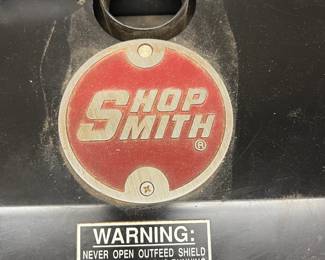 SHOP
SMITH
®
WARNING:
NEVER OPEN OUTFEED SHIELD